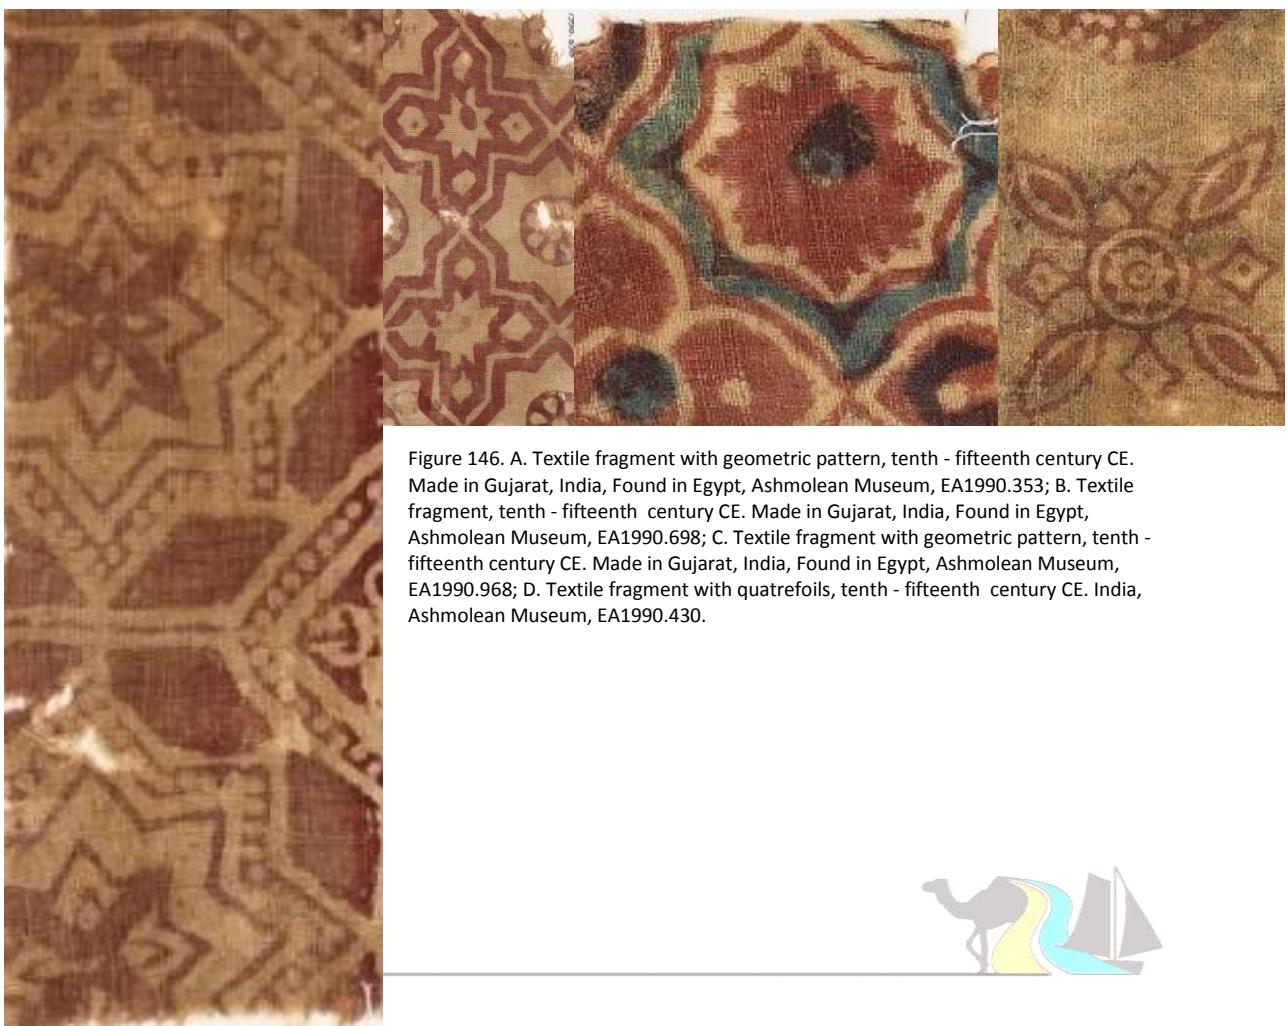 Figure 146. A. Textile fragment with geometric pattern, tenth - fifteenth century CE.
Made in Gujarat, India, Found in Egypt, Ashmolean Museum, EA1990.353; B. Textile
fragment, tenth - fifteenth  century CE. Made in Gujarat, India, Found in Egypt,
Ashmolean Museum, EA1990.698; C. Textile fragment with geometric pattern, tenth -
fifteenth century CE. Made in Gujarat, India, Found in Egypt, Ashmolean Museum,
EA1990.968; D. Textile fragment with quatrefoils, tenth - fifteenth  century CE. India,
Ashmolean Museum, EA1990.430.